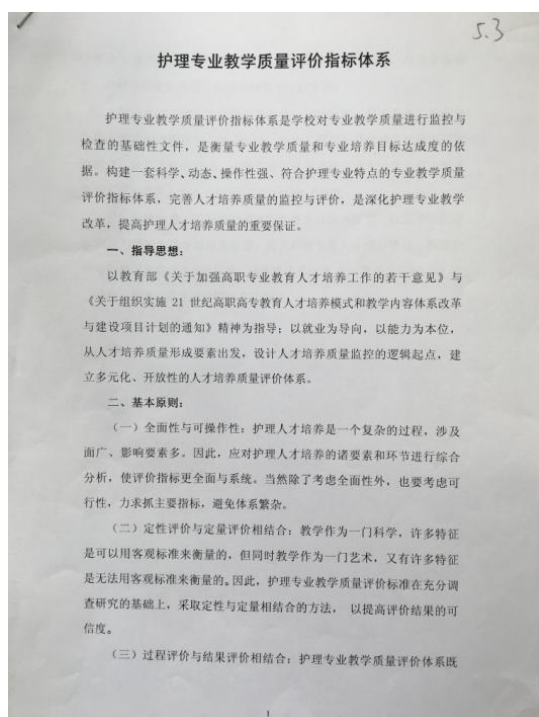 5.3
护理专业教学质量评价指标体系
护理专业教学质量评价指标体系是学校对专业教学质量进行监控与
检查的基础性文件，是衡量专业教学质量和专业培养目标达成度的依
据。构建一套科学、动态、操作性强、符合护理专业特点的专业教学质量
评价指标体系，完善人才培养质量的监控与评价，是深化护理专业教学
改革，提高护理人才培养质量的重要保证。
一、指导思想：
以教育部《关于加强高职专业教育人才培养工作的若干意见》与
《关于组织实施 21 世纪高职高专教育人才培养模式和教学内容体系改革
与建设项目计划的通知》精神为指导；以就业为导向，以能力为本位，
从人才培养质量形成要素出发，设计人才培养质量监控的逻辑起点，建
立多元化、开放性的人才培养质量评价体系。
二、基本原则：
（一）全面性与可操作性：护理人才培养是一个复杂的过程，涉及
面广、影响要素多。因此，应对护理人才培养的诸要素和环节进行综合
分析，使评价指标更全面与系统。当然除了考虑全面性外，也要考虑可
行性，力求抓主要指标，避免体系繁杂。
（二）定性评价与定量评价相结合：教学作为一门科学，许多特征
是可以用客观标准来衡量的，但同时教学作为一门艺术，又有许多特征
是无法用客观标准来衡量的。因此，护理专业教学质量评价标准在充分调
查研究的基础上，采取定性与定量相结合的方法， 以提高评价结果的可
信度。
（三）过程评价与结果评价相结合：护理专业教学质量评价体系既
1